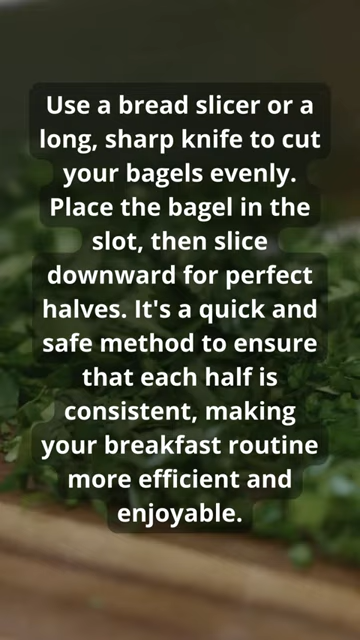 Use a bread slicer or a
long, sharp knife to cut
your bagels evenly.
Place the bagel in the
slot, then slice
downward for perfect
halves. It's a quick and
safe method to ensure
that each half is
consistent, making
your breakfast routine
more efficient and
enjoyable.